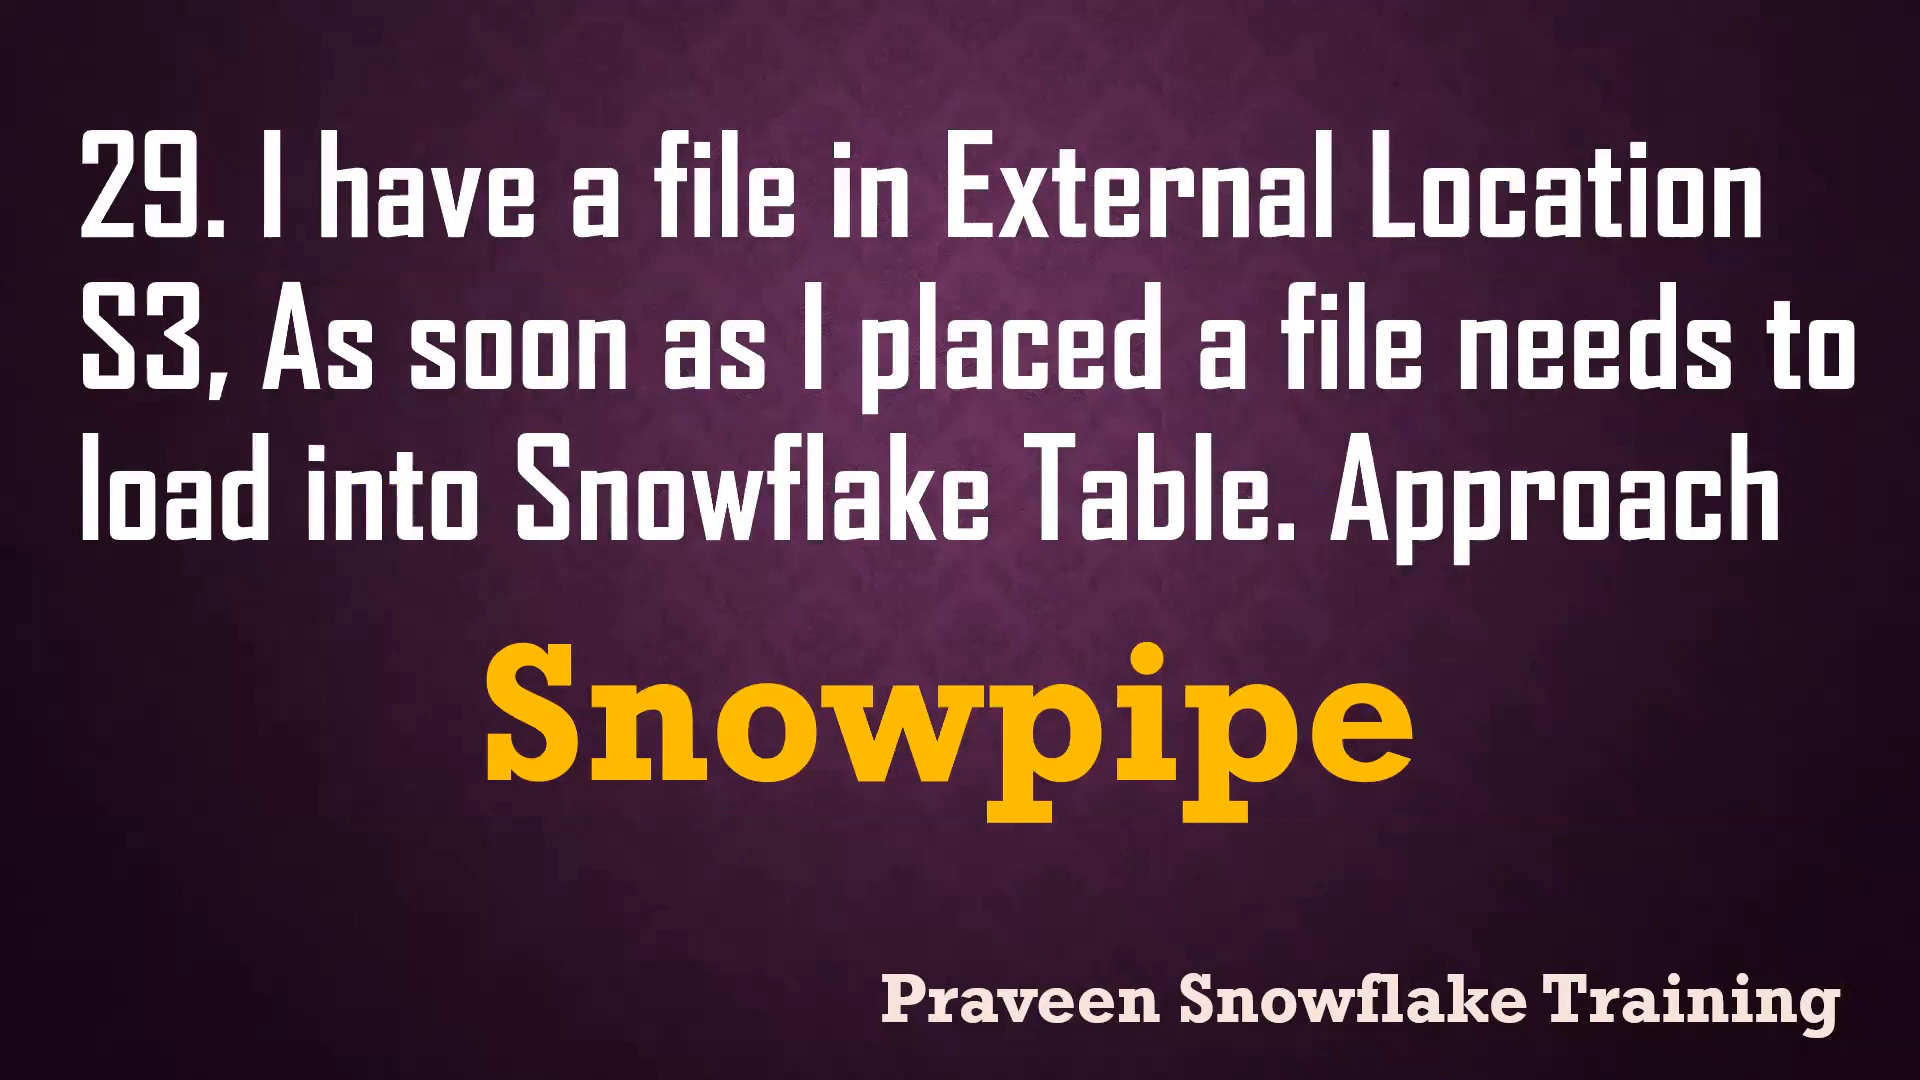 29. I have a file in External Location
S3, As soon as I placed a file needs to
load into Snowflake Table. Approach
Snowpipe
Praveen Snowflake Training